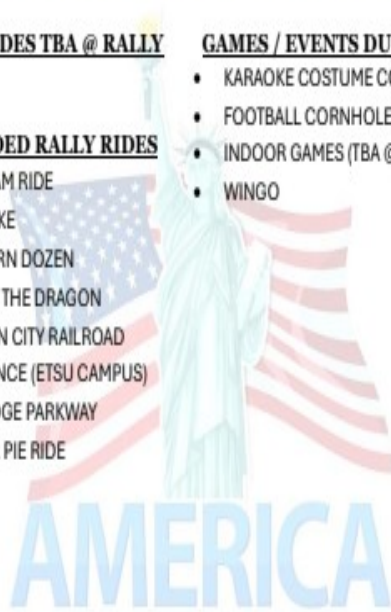 DES TBA @ RALLY
DED RALLY RIDES
AM RIDE
KE
RN DOZEN
THE DRAGON
N CITY RAILROAD
NCE (ETSU CAMPUS)
GE PARKWAY
PIE RIDE
GAMES / EVENTS DU
• KARAOKE COSTUME CO
• FOOTBALL CORNHOLE
• INDOOR GAMES (TBA @
• WINGO
AMERICA